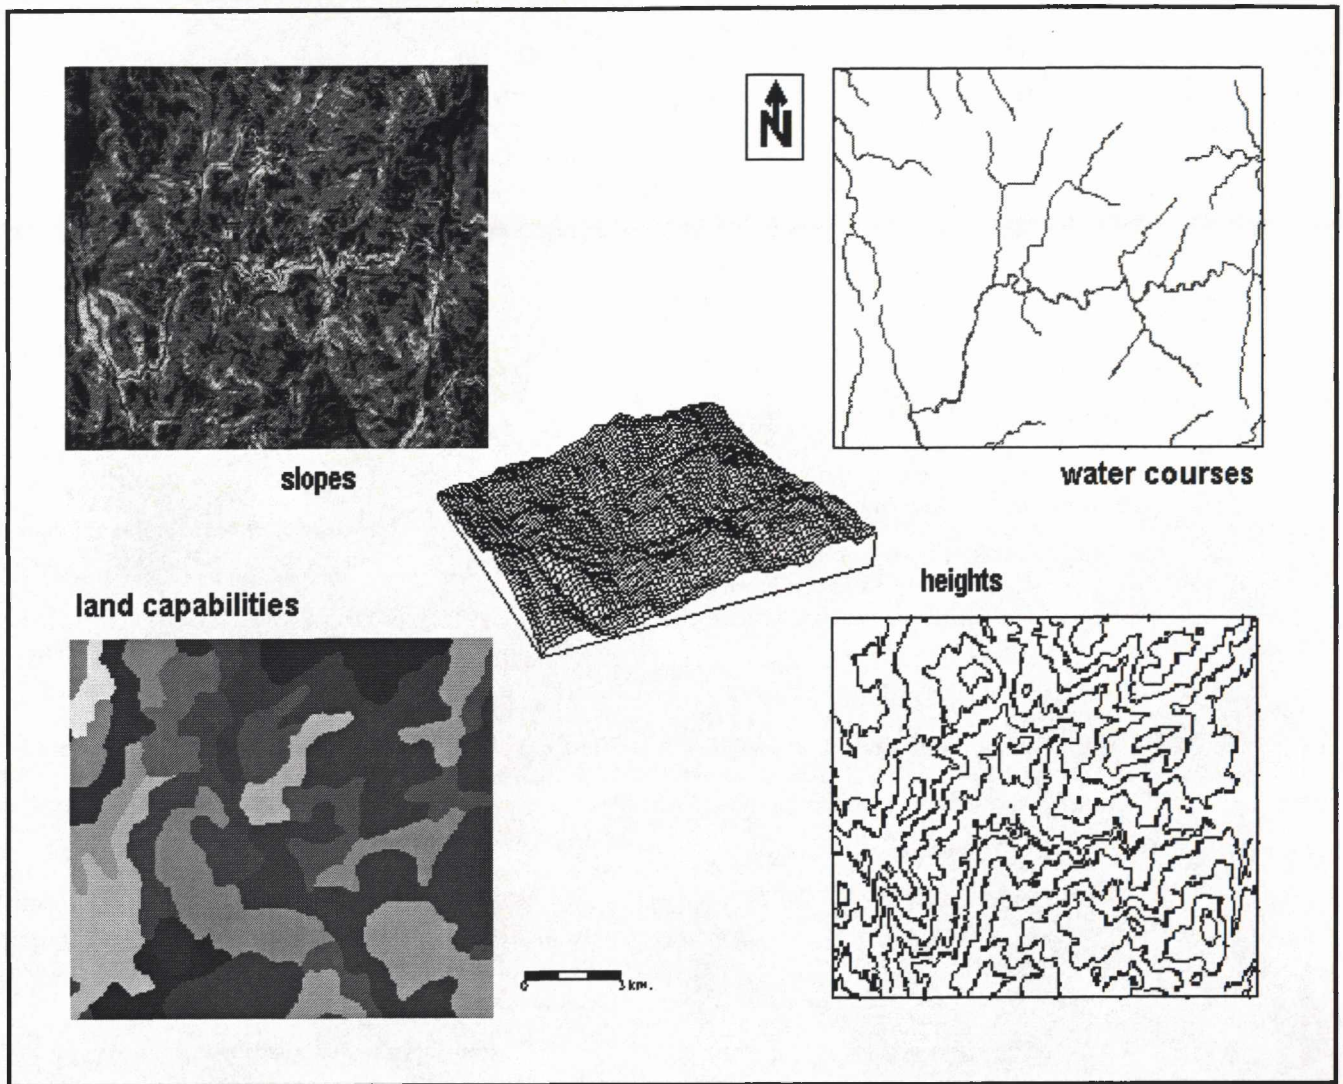 N
slopes
water courses
heights
land capabilities
0 3 km.